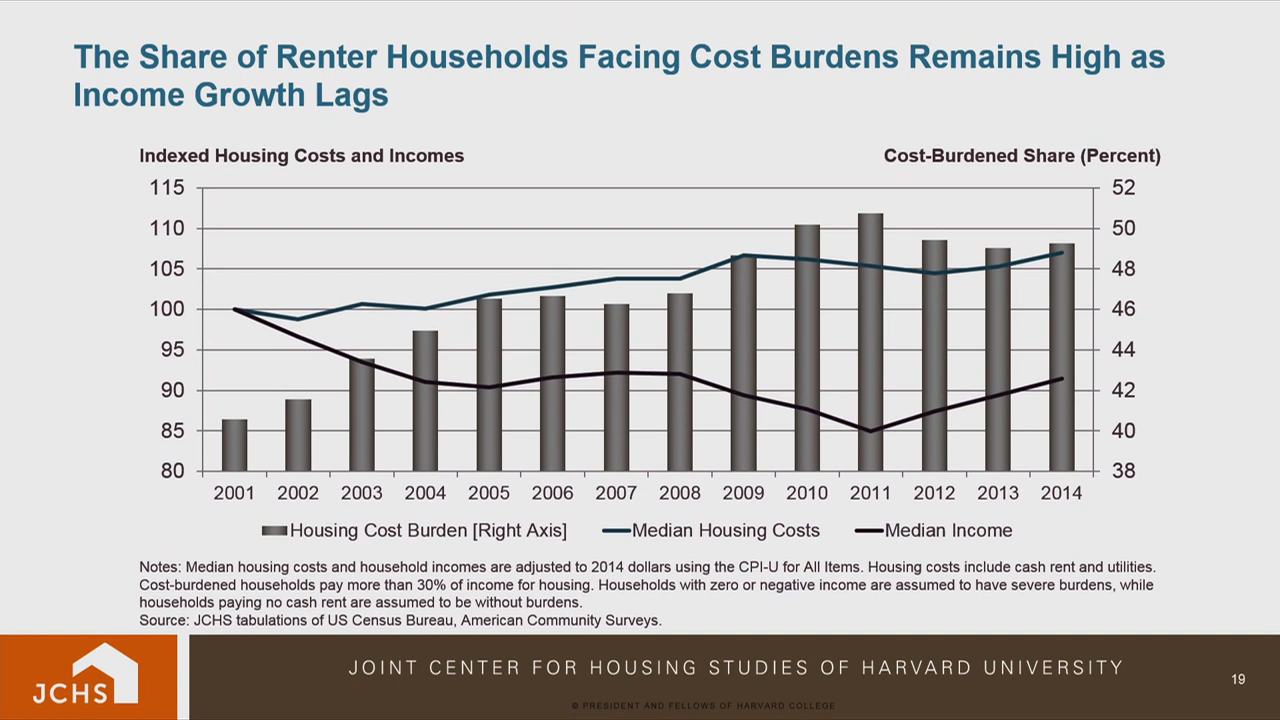 The Share of Renter Households Facing Cost Burdens Remains High as
Income Growth Lags
Indexed Housing Costs and Incomes
Cost-Burdened Share (Percent)
115
110
105
100
95
90
85
80
52
50
48
46
44
42
40
38
2001 2002 2003 2004 2005 2006 2007 2008 2009 2010 2011 2012 2013 2014
Housing Cost Burden [Right Axis] Median Housing Costs Median Income
Notes: Median housing costs and household incomes are adjusted to 2014 dollars using the CPI-U for All Items. Housing costs include cash rent and utilities.
Cost-burdened households pay more than 30% of income for housing. Households with zero or negative income are assumed to have severe burdens, while
households paying no cash rent are assumed to be without burdens.
Source: JCHS tabulations of US Census Bureau, American Community Surveys.
JCHS
JOINT CENTER FOR HOUSING STUDIES OF HARVARD UNIVERSITY
19
© PRESIDENT AND FELLOWS OF HARVARD COLLEGE